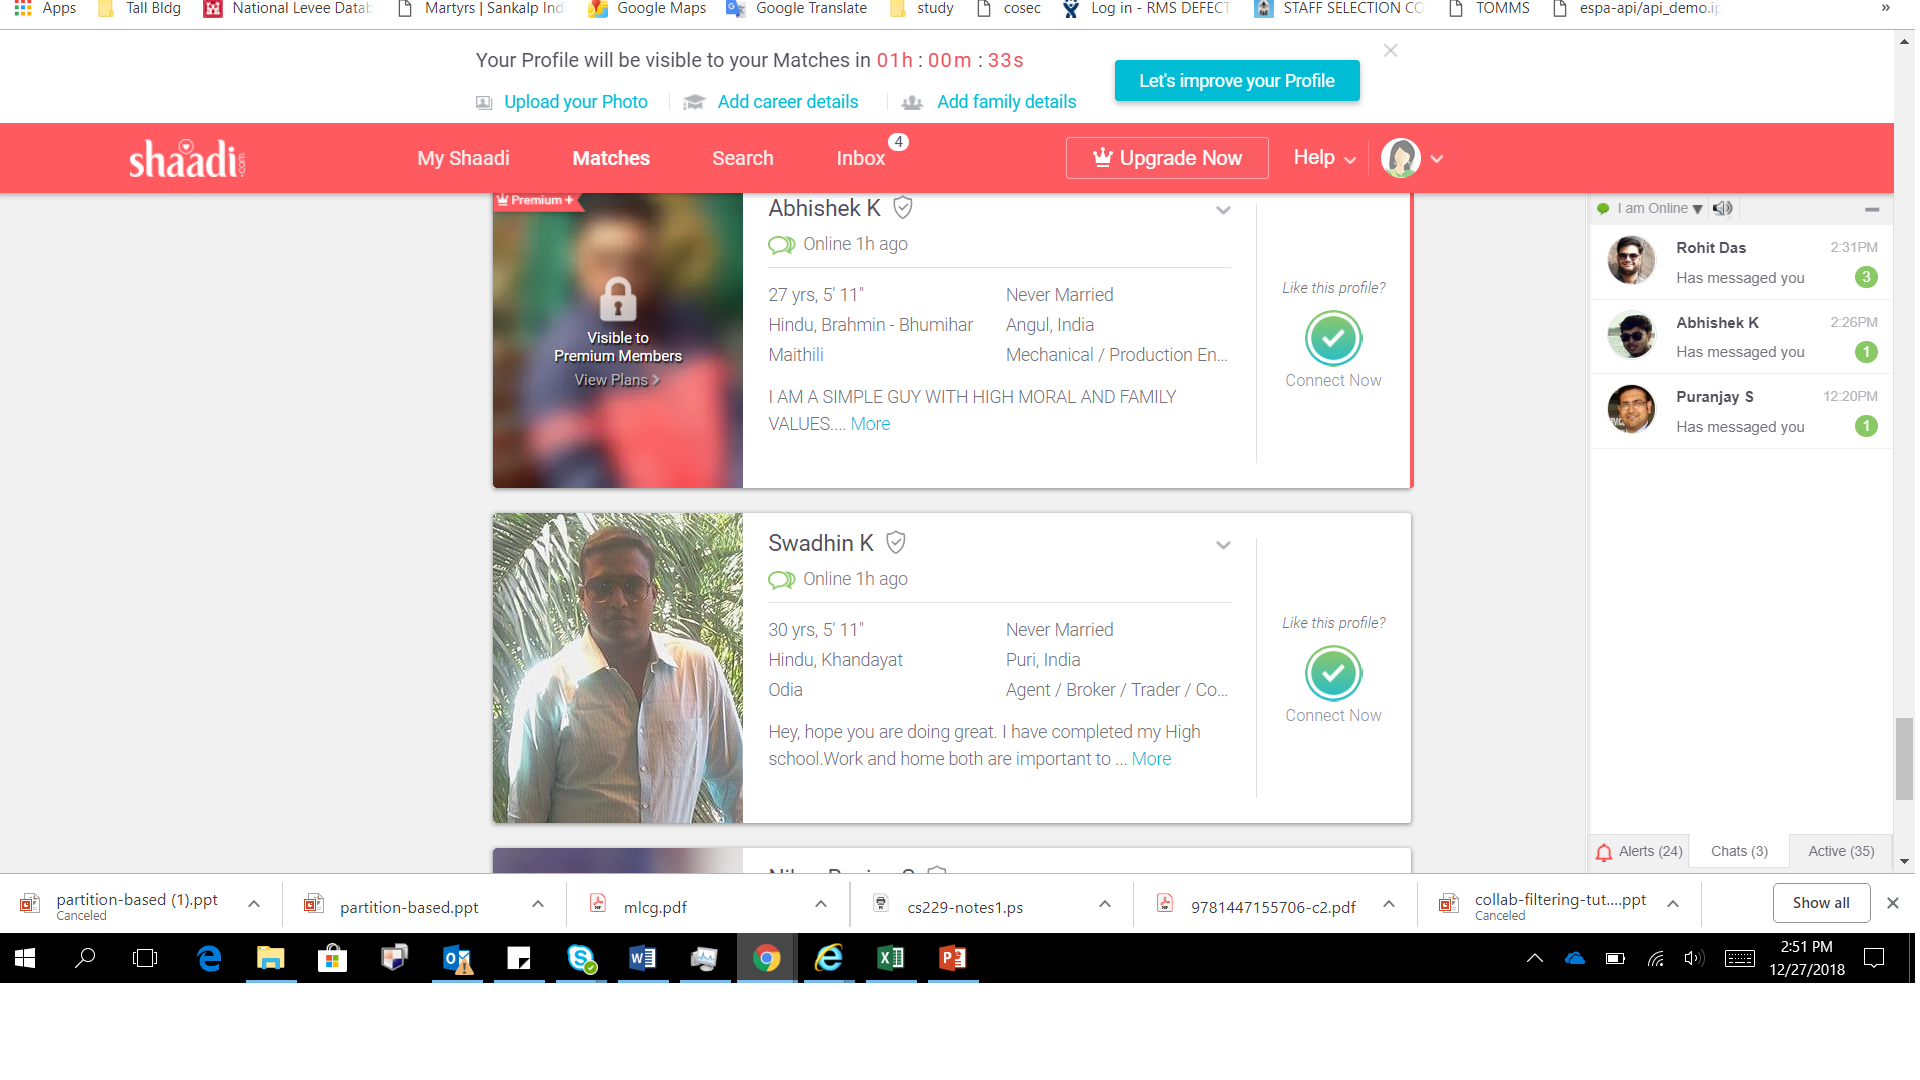 Apps
Tall Bldg
National Levee Datab
Martyrs | Sankalp Ind
Google Maps
Google Translate
study
cosec
Log in - RMS DEFECT
STAFF SELECTION CO
TOMMS
espa-api/api_demo.ip
»
Your Profile will be visible to your Matches in 01h : 00m : 33s
Upload your Photo
Add career details
Add family details
Let's improve your Profile
shaadi.com
My Shaadi
Matches
Search
Inbox
4
Upgrade Now
Help
Premium +
Visible to
Premium Members
View Plans >
Abhishek K
Online 1h ago
27 yrs, 5' 11"
Never Married
Hindu, Brahmin - Bhumihar
Angul, India
Maithili
Mechanical / Production En...
I AM A SIMPLE GUY WITH HIGH MORAL AND FAMILY
VALUES.... More
Like this profile?
Connect Now
Swadhin K
Online 1h ago
30 yrs, 5' 11"
Never Married
Hindu, Khandayat
Puri, India
Odia
Agent / Broker / Trader / Co...
Hey, hope you are doing great. I have completed my High
school.Work and home both are important to ... More
Like this profile?
Connect Now
I am Online
Rohit Das
2:31PM
Has messaged you
3
Abhishek K
2:26PM
Has messaged you
1
Puranjay S
12:20PM
Has messaged you
1
Alerts (24)
Chats (3)
Active (35)
partition-based (1).ppt
Canceled
partition-based.ppt
mlcg.pdf
cs229-notes1.ps
9781447155706-c2.pdf
collab-filtering-tut....ppt
Canceled
Show all
2:51 PM
12/27/2018